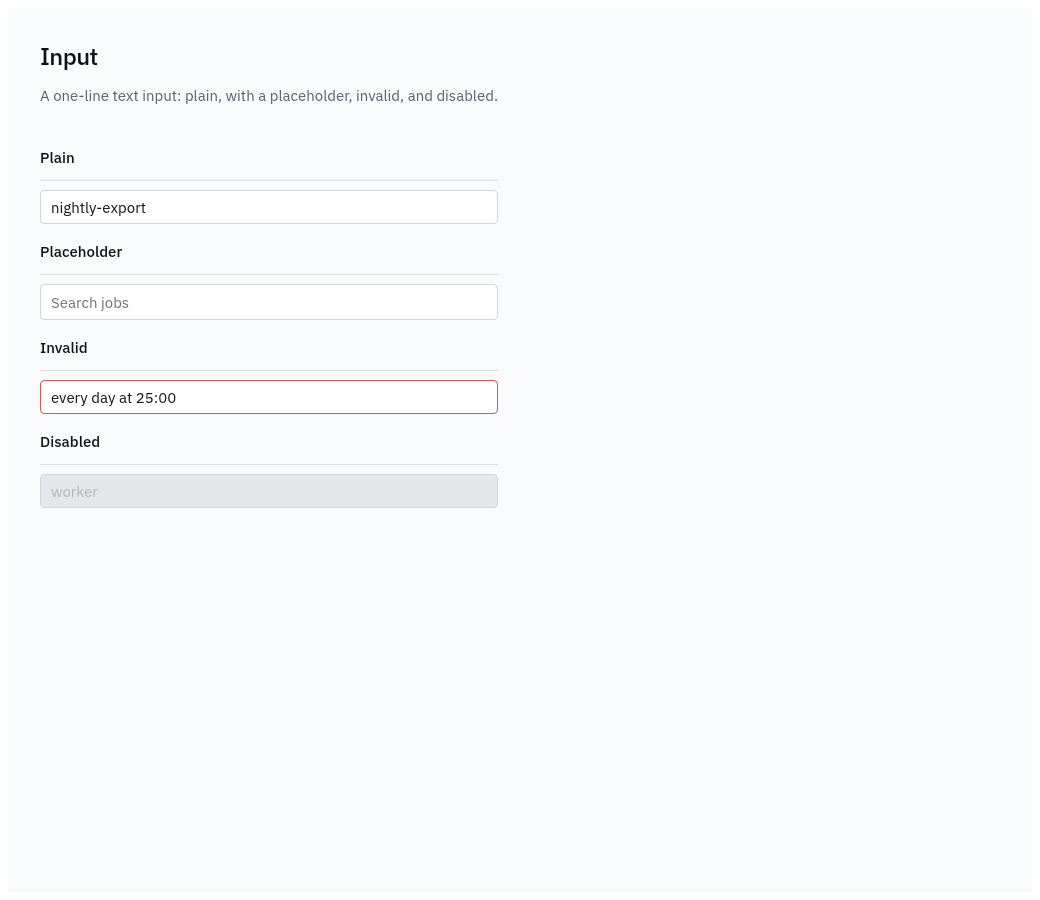 Input
A one-line text input: plain, with a placeholder, invalid, and disabled.
Plain
nightly-export
Placeholder
Search jobs
Invalid
every day at 25:00
Disabled
worker